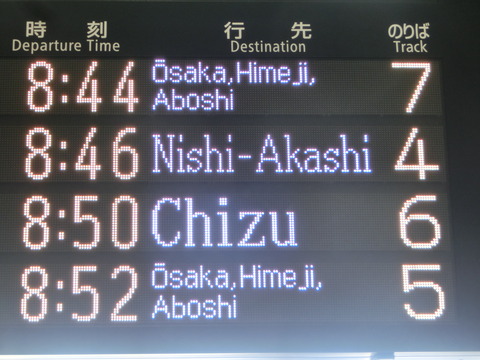 時刻 行先 のりば
Departure Time Destination Track
8:44 Ōsaka,Himeji, 7
Aboshi
8:46 Nishi-Akashi 4
8:50 Chizu 6
8:52 Ōsaka,Himeji, 5
Aboshi